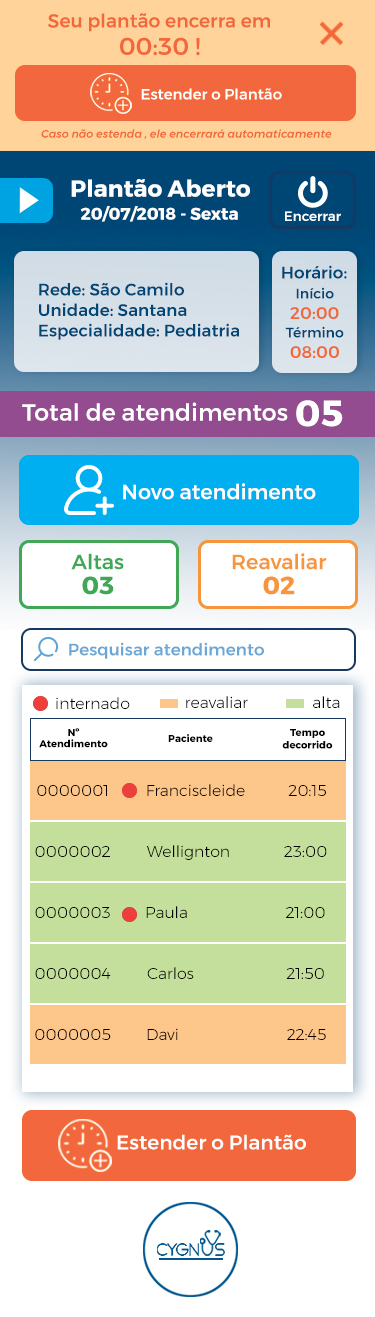 Seu plantão encerra em
00:30 !
Estender o Plantão
Caso não estenda , ele encerrará automaticamente
Plantão Aberto
20/07/2018 - Sexta
Encerrar
Rede: São Camilo
Unidade: Santana
Especialidade: Pediatria
Horário:
Início
20:00
Término
08:00
Total de atendimentos 05
Novo atendimento
Altas
03
Reavaliar
02
Pesquisar atendimento
internado reavaliar alta
Nº
Atendimento
Paciente
Tempo
decorrido
0000001 Franciscleide 20:15
0000002 Wellignton 23:00
0000003 Paula 21:00
0000004 Carlos 21:50
0000005 Davi 22:45
Estender o Plantão
CYGNUS